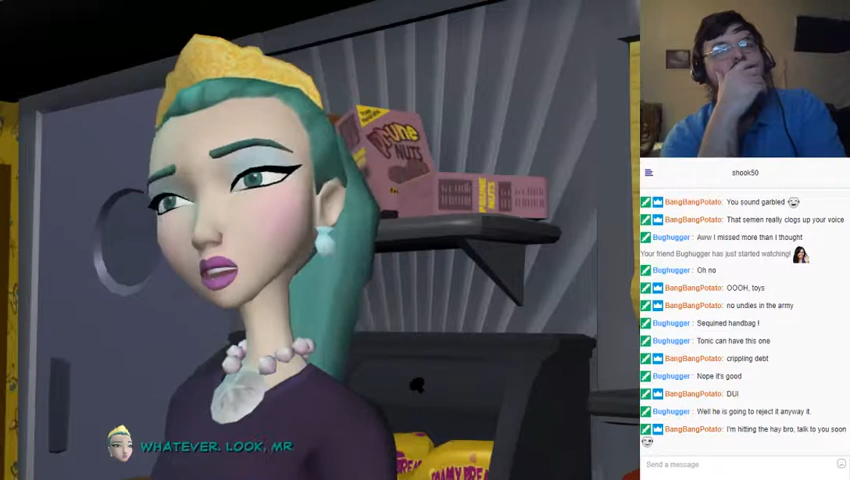 Prune
NUTS
PRUNE
NUTS
FOAMY BREA
WHATEVER. LOOK, MR.
shook50
BangBangPotato: You sound garbled
BangBangPotato: That semen really clogs up your voice
Bughugger : Aww I missed more than I thought
Your friend Bughugger has just started watching!
Bughugger : Oh no
BangBangPotato: OOOH, toys
BangBangPotato: no undies in the army
Bughugger : Sequined handbag !
Bughugger : Tonic can have this one
BangBangPotato: crippling debt
Bughugger : Nope it's good
BangBangPotato: DUI
Bughugger : Well he is going to reject it anyway it.
BangBangPotato: I'm hitting the hay bro, talk to you soon
Send a message